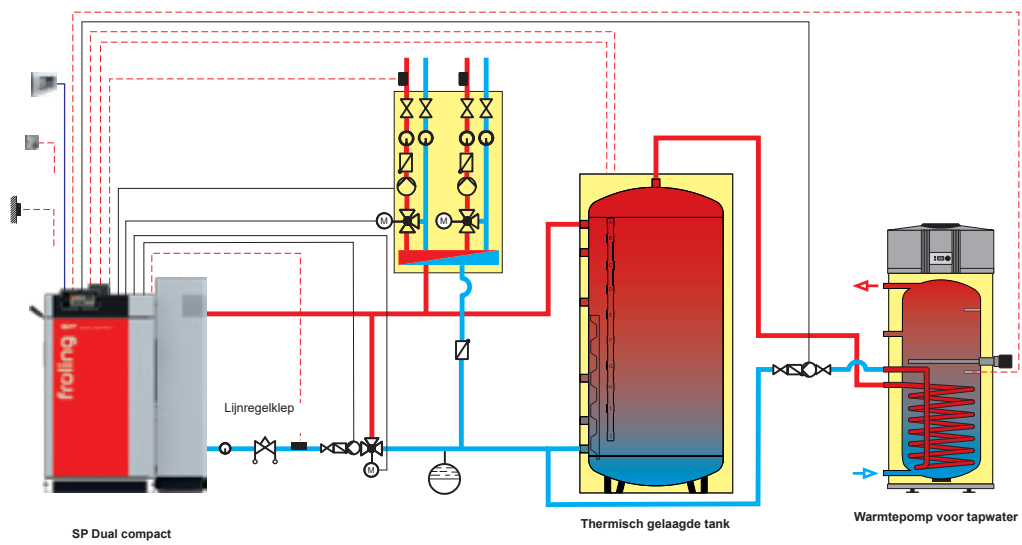 M
M
froling
Lijnregelklep
M
SP Dual compact
Thermisch gelaagde tank
Warmtepomp voor tapwater